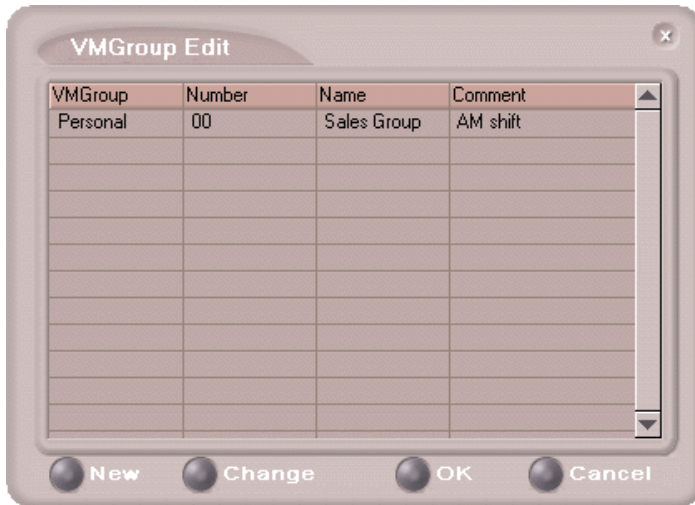 VMGroup Edit
VMGroup Number Name Comment
Personal 00 Sales Group AM shift
New Change OK Cancel